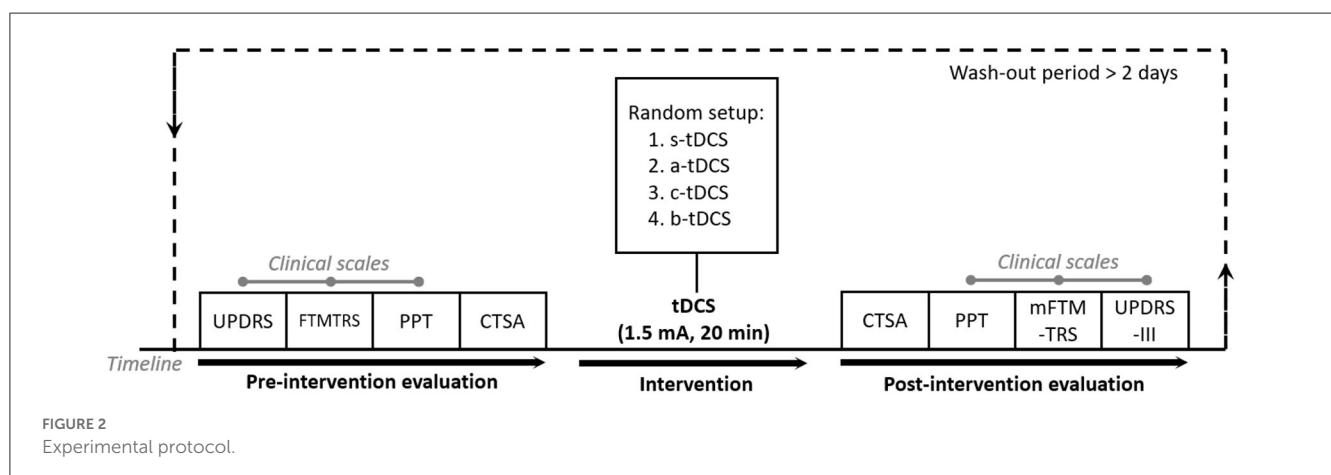 Wash-out period > 2 days
Random setup:
1. s-tDCS
2. a-tDCS
3. c-tDCS
4. b-tDCS
Clinical scales
UPDRS
FTMTRS
PPT
CTSA
tDCS
(1.5 mA, 20 min)
Clinical scales
CTSA
PPT
mFTM
-TRS
UPDRS
-III
Timeline
Pre-intervention evaluation
Intervention
Post-intervention evaluation
FIGURE 2
Experimental protocol.